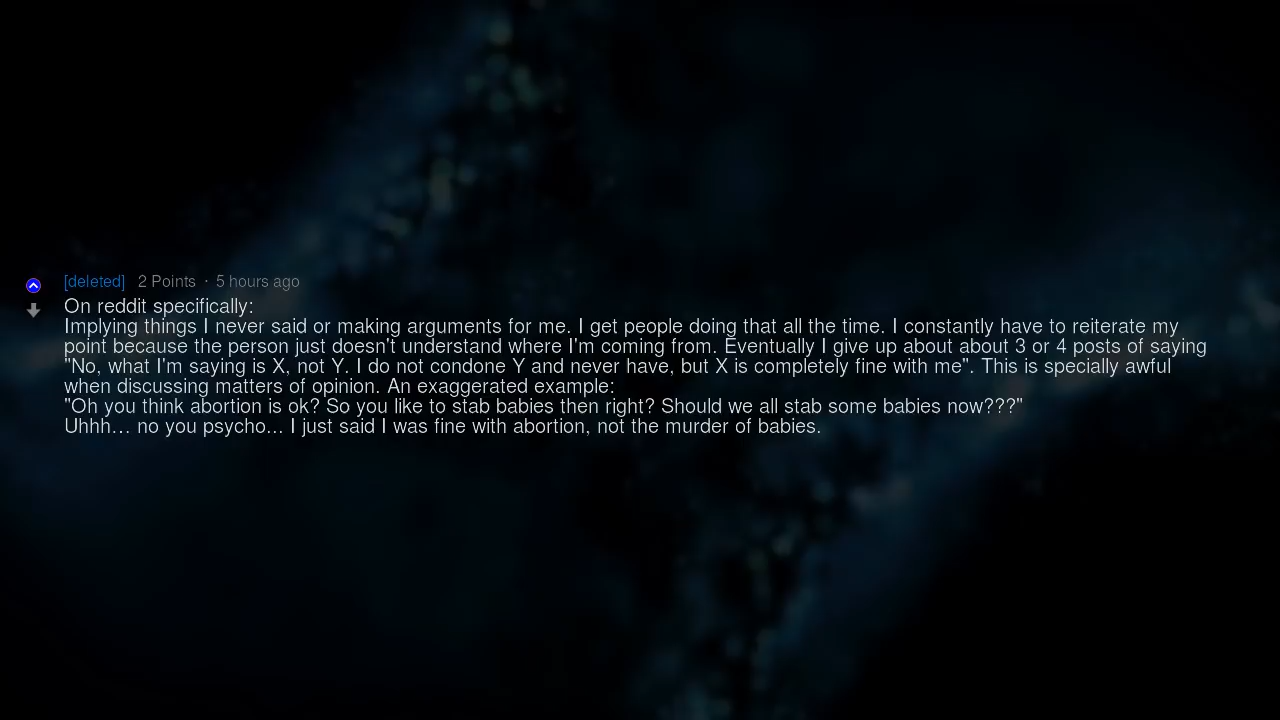 [deleted] 2 Points · 5 hours ago
On reddit specifically:
Implying things I never said or making arguments for me. I get people doing that all the time. I constantly have to reiterate my
point because the person just doesn't understand where I'm coming from. Eventually I give up about about 3 or 4 posts of saying
"No, what I'm saying is X, not Y. I do not condone Y and never have, but X is completely fine with me". This is specially awful
when discussing matters of opinion. An exaggerated example:
"Oh you think abortion is ok? So you like to stab babies then right? Should we all stab some babies now???"
Uhhh... no you psycho... I just said I was fine with abortion, not the murder of babies.